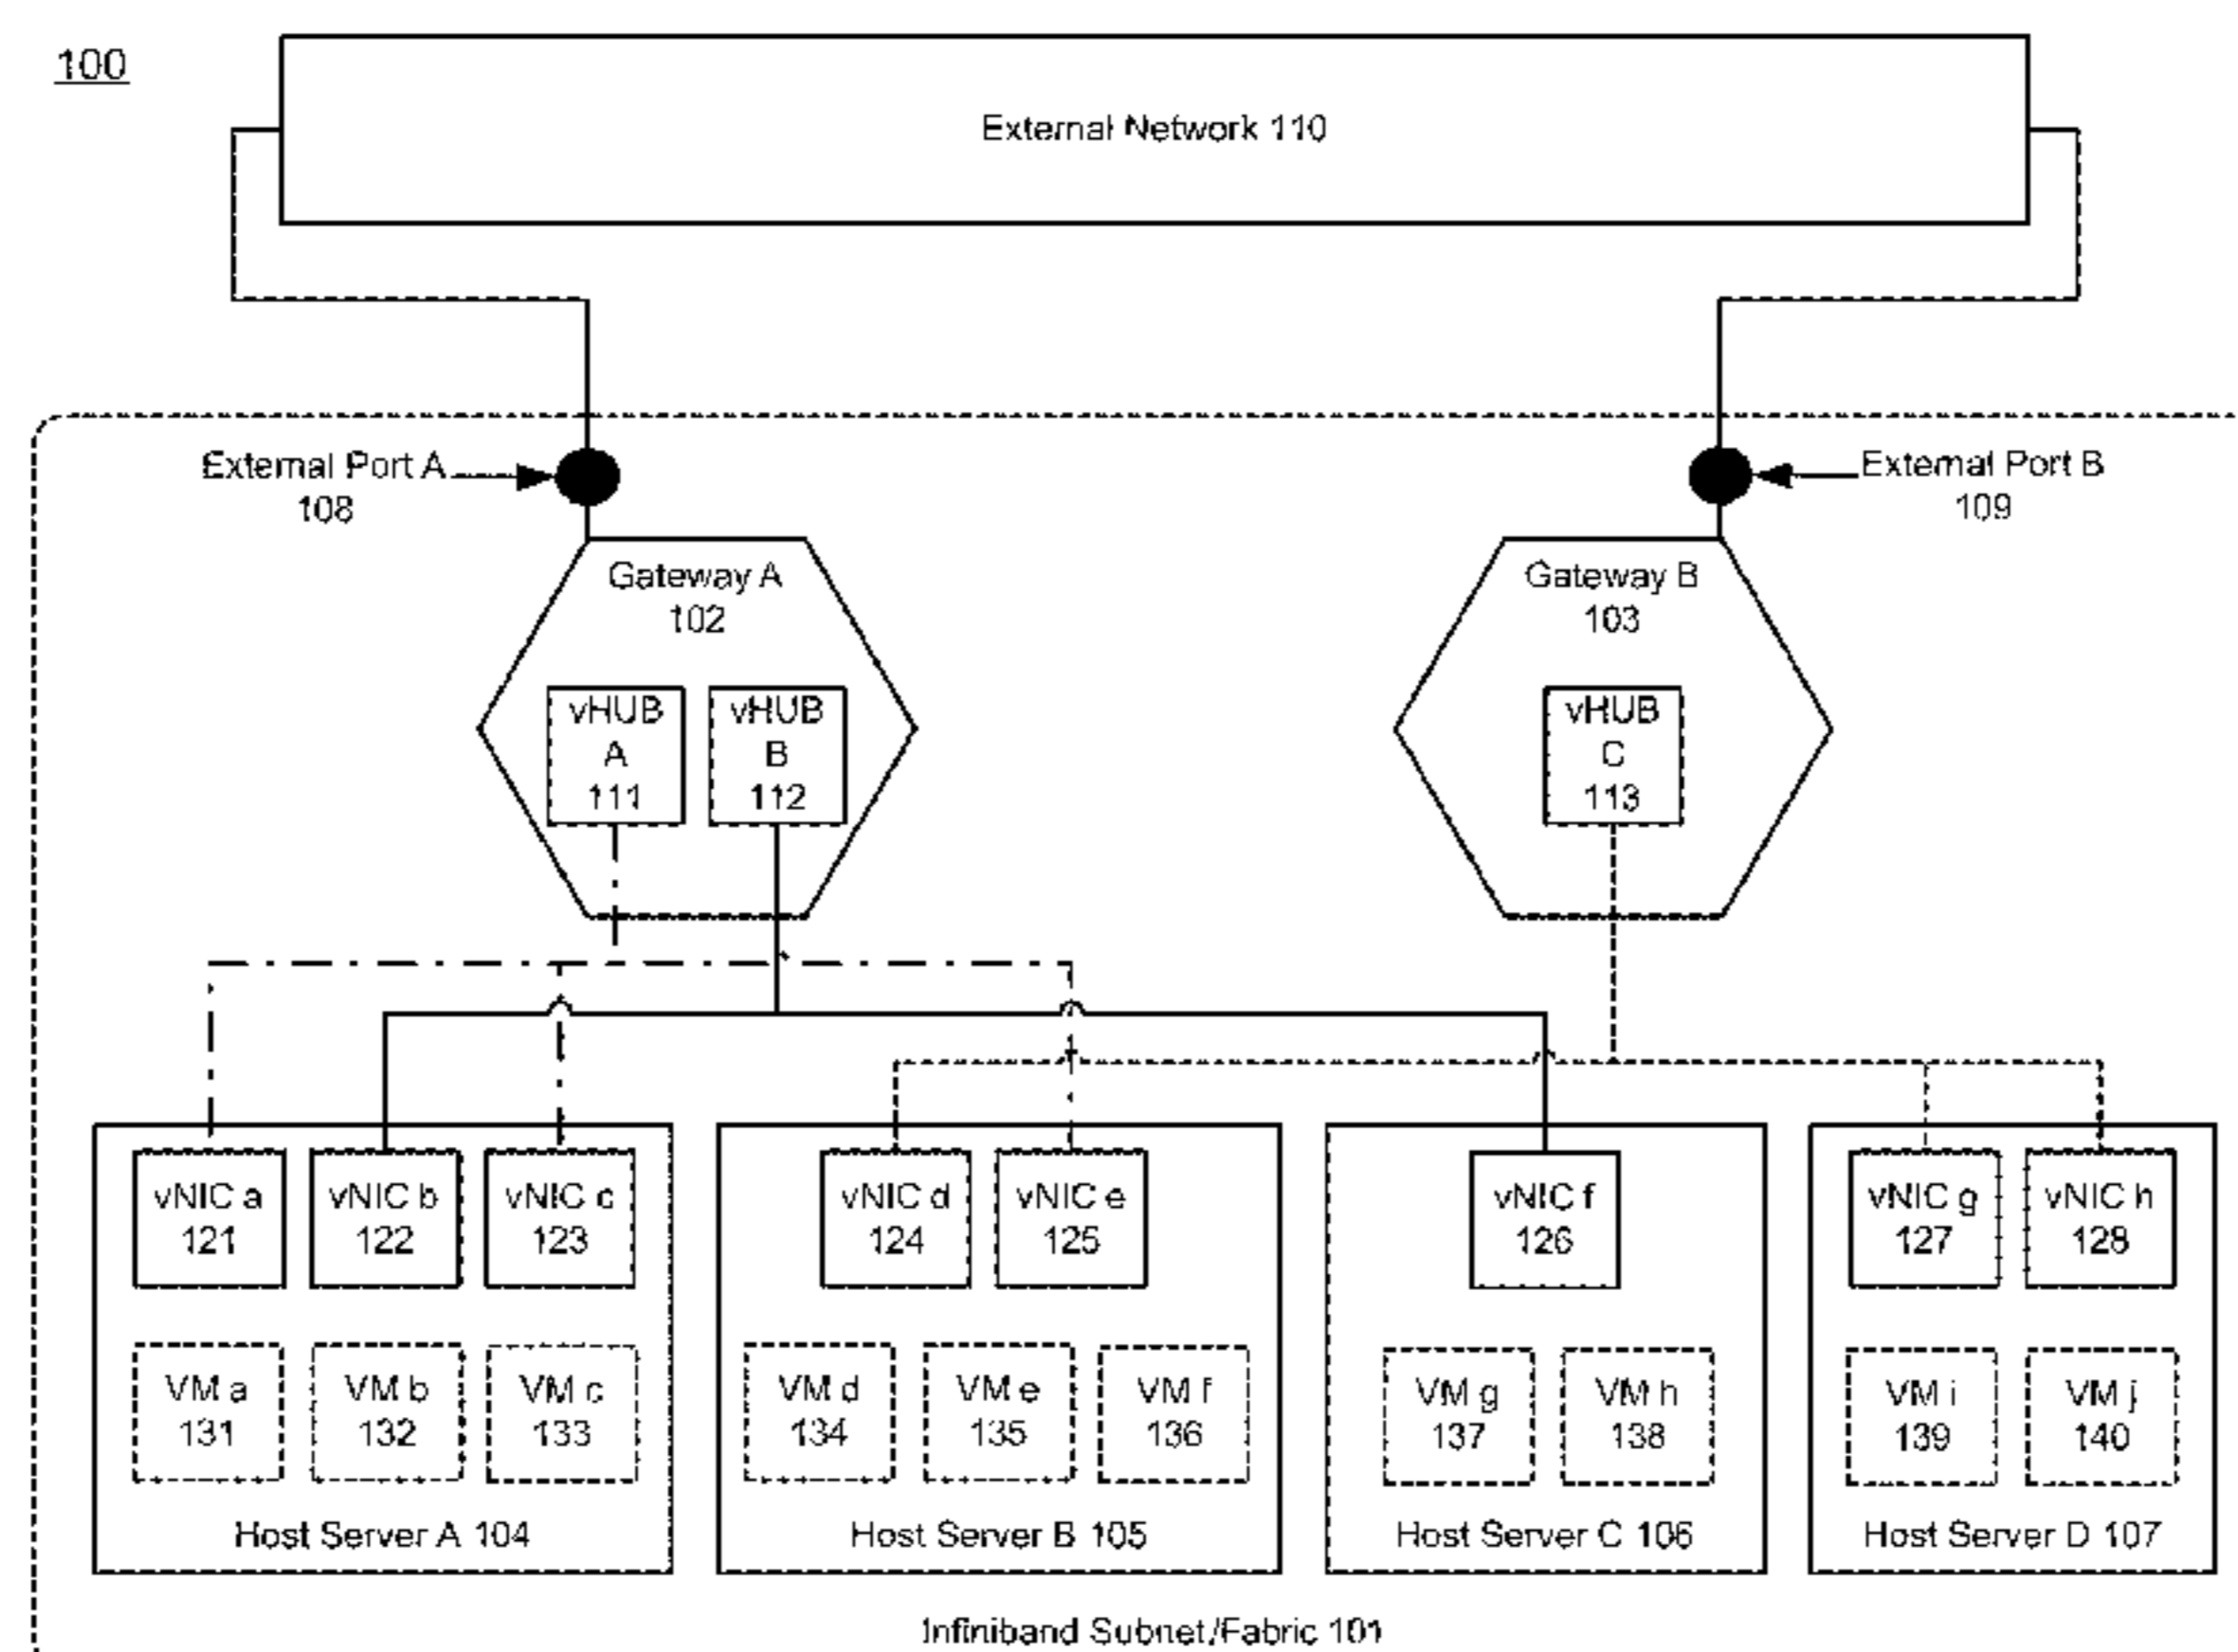 100
External Network 110
External Port A
108
External Port B
109
Gateway A
102
Gateway B
103
vHUB
A
111
vHUB
B
112
vHUB
C
113
vNIC a
121
vNIC b
122
vNIC c
123
vNIC d
124
vNIC e
125
vNIC f
126
vNIC g
127
vNIC h
128
VM a
131
VM b
132
VM c
133
VM d
134
VM e
135
VM f
136
VM g
137
VM h
138
VM i
139
VM j
140
Host Server A 104
Host Server B 105
Host Server C 106
Host Server D 107
Infiniband Subnet/Fabric 101